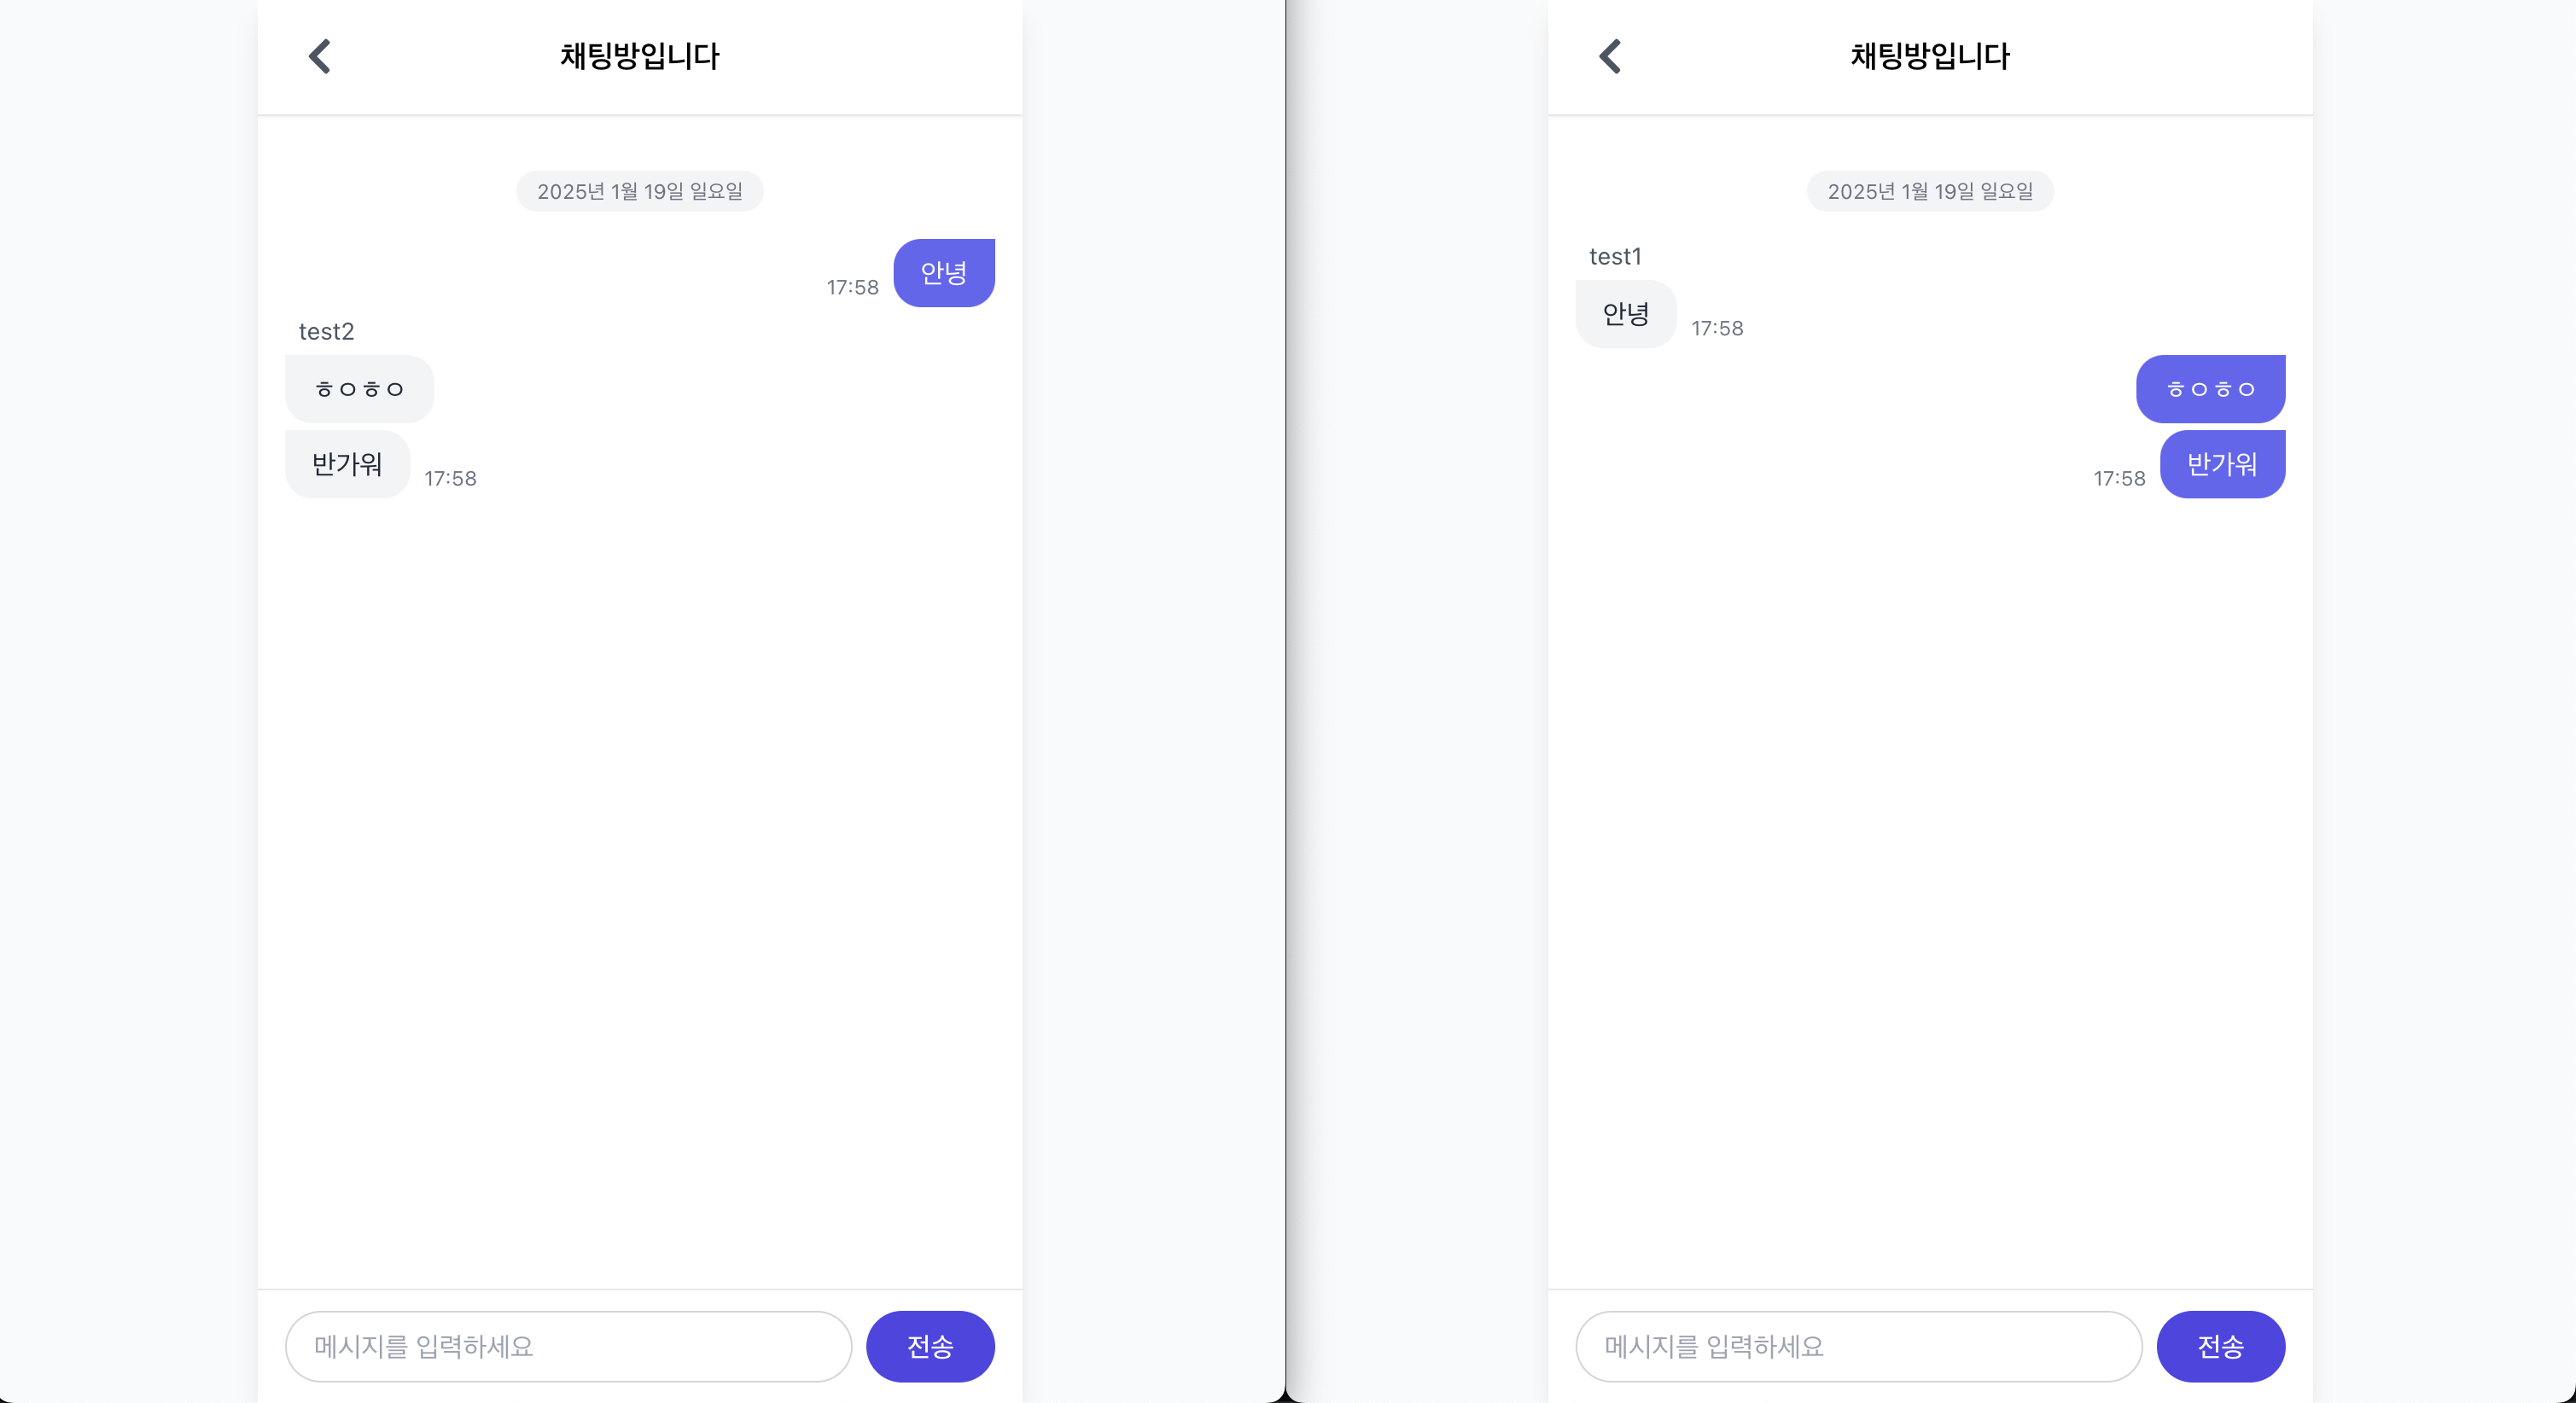 채팅방입니다
2025년 1월 19일 일요일
17:58 안녕
test2
ㅎㅇㅎㅇ
반가워 17:58
메시지를 입력하세요 전송
채팅방입니다
2025년 1월 19일 일요일
test1
안녕 17:58
ㅎㅇㅎㅇ
17:58 반가워
메시지를 입력하세요 전송